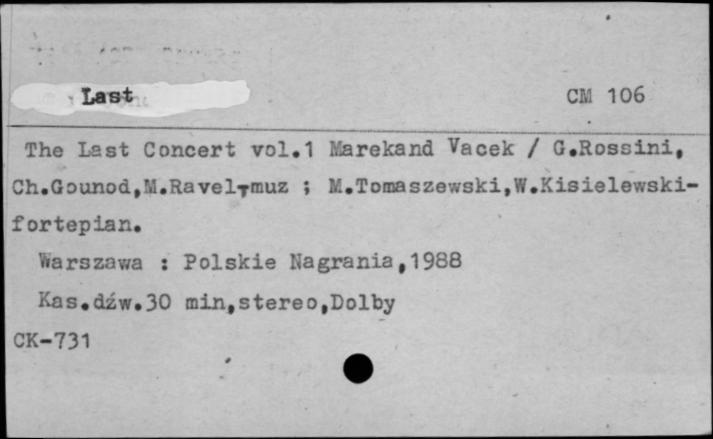 Last
CM 106
The Last Concert vol.1 Marekand Vacek / G.Rossini,
Ch.Gounod,M.Ravel-muz ; M.Tomaszewski,W.Kisielewski-
fortepian.
Warszawa : Polskie Nagrania,1988
Kas.dźw.30 min,stereo,Dolby
CK-731